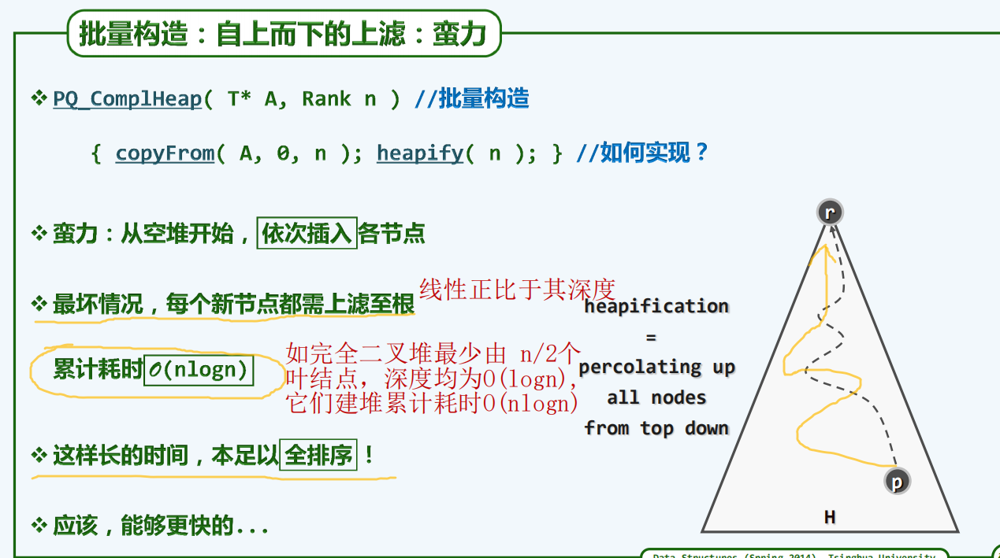 批量构造：自上而下的上滤：蛮力
❖ PQ_ComplHeap( T* A, Rank n ) //批量构造
{ copyFrom( A, 0, n ); heapify( n ); } //如何实现？
❖ 蛮力：从空堆开始，依次插入各节点
❖ 最坏情况，每个新节点都需上滤至根
线性正比于其深度
累计耗时O(nlogn)
如完全二叉堆最少由 n/2个
叶结点，深度均为O(logn),
它们建堆累计耗时O(nlogn)
❖ 这样长的时间，本足以全排序！
❖ 应该，能够更快的...
heapification
=
percolating up
all nodes
from top down
r
p
H
Data Structures (Spring 2014), Tsinghua University